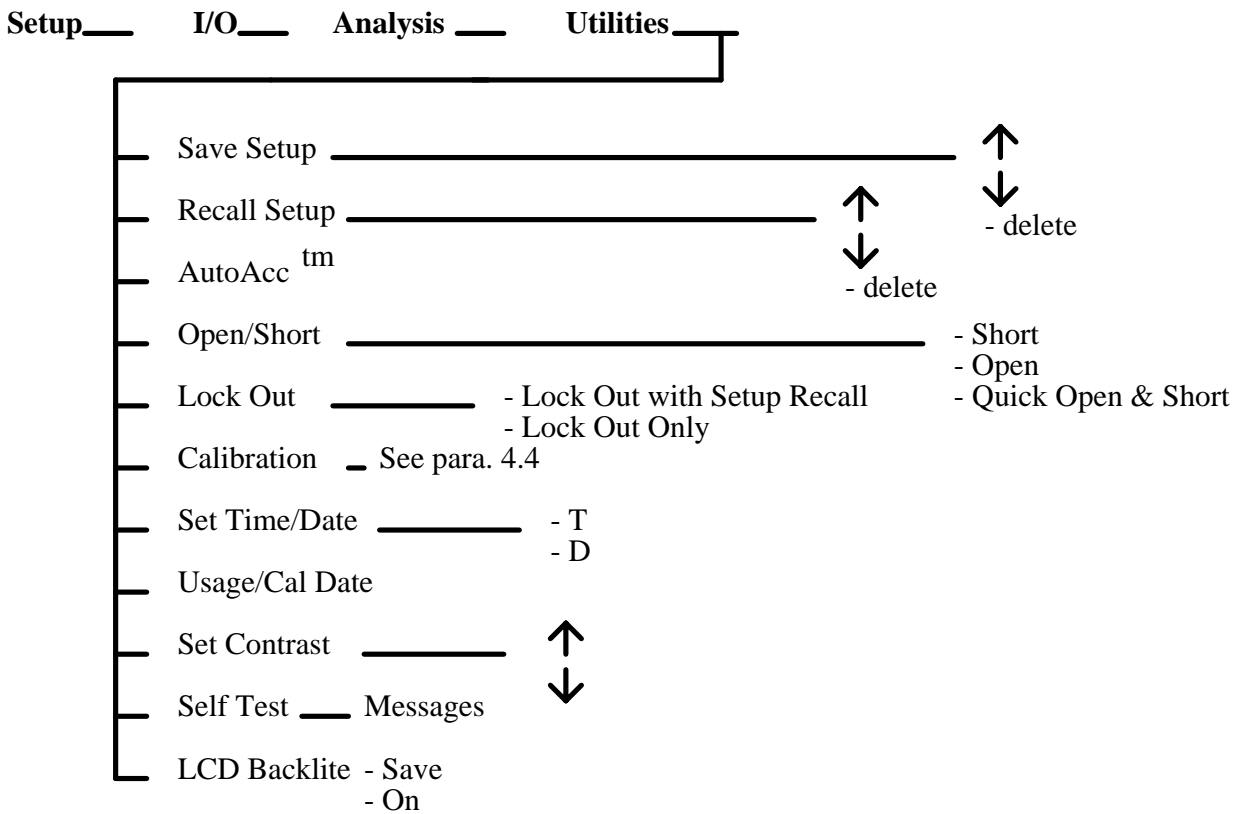 Setup I/O Analysis Utilities
Save Setup
- delete
Recall Setup
- delete
AutoAcc tm
Open/Short
- Short
- Open
- Quick Open & Short
Lock Out
- Lock Out with Setup Recall
- Lock Out Only
Calibration See para. 4.4
Set Time/Date
- T
- D
Usage/Cal Date
Set Contrast
Self Test Messages
LCD Backlite - Save
- On